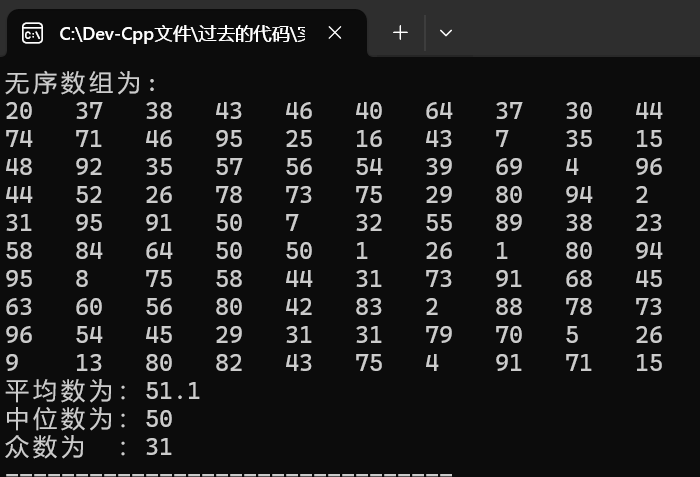 C:\Dev-Cpp文件\过去的代码\
无序数组为:
20 37 38 43 46 40 64 37 30 44
74 71 46 95 25 16 43 7 35 15
48 92 35 57 56 54 39 69 4 96
44 52 26 78 73 75 29 80 94 2
31 95 91 50 7 32 55 89 38 23
58 84 64 50 50 1 26 1 80 94
95 8 75 58 44 31 73 91 68 45
63 60 56 80 42 83 2 88 78 73
96 54 45 29 31 31 79 70 5 26
9 13 80 82 43 75 4 91 71 15
平均数为: 51.1
中位数为: 50
众数为 : 31